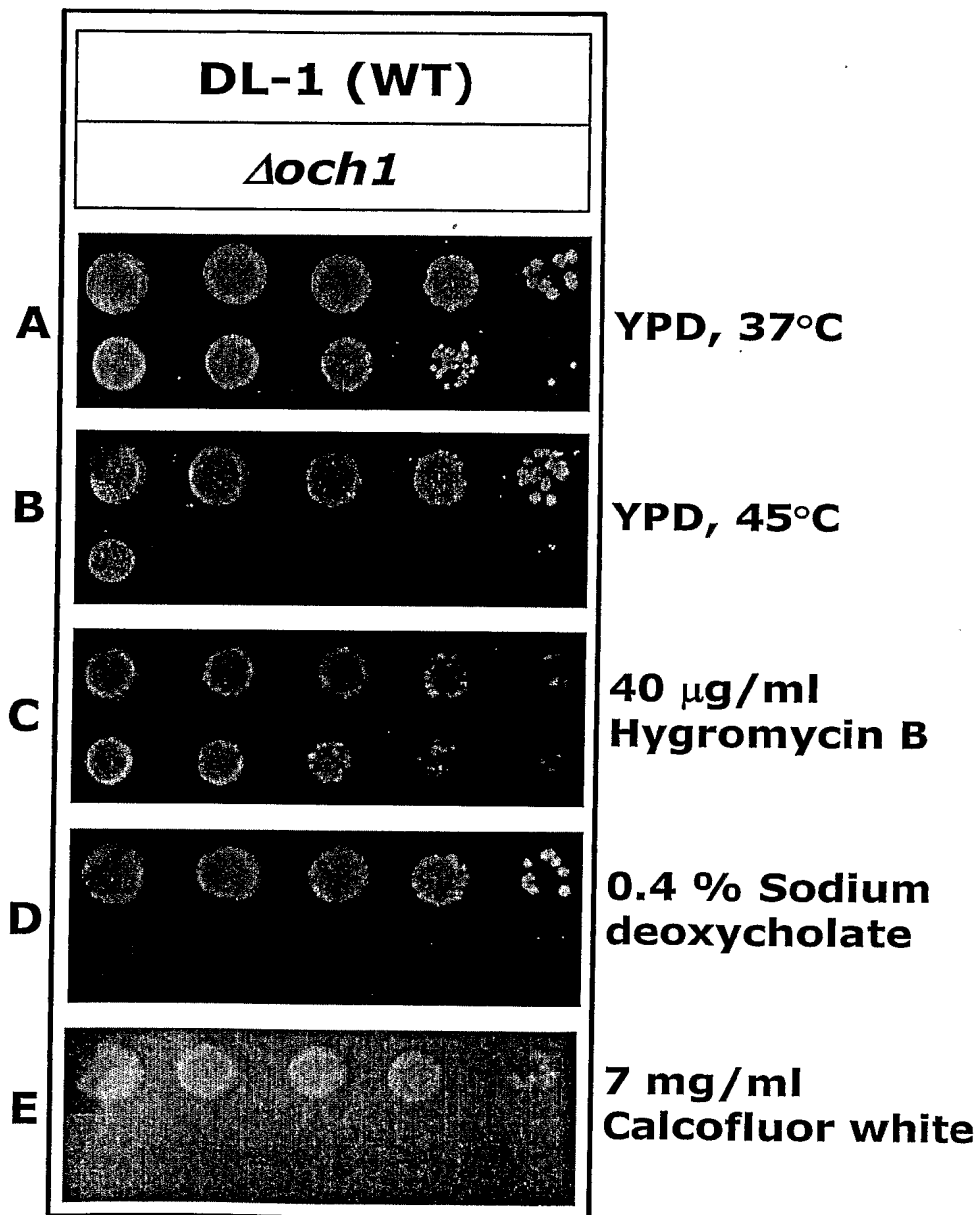 DL-1 (WT)
Δoch1
A
YPD, 37°C
B
YPD, 45°C
C
40 μg/ml
Hygromycin B
D
0.4 % Sodium
deoxycholate
E
7 mg/ml
Calcofluor white